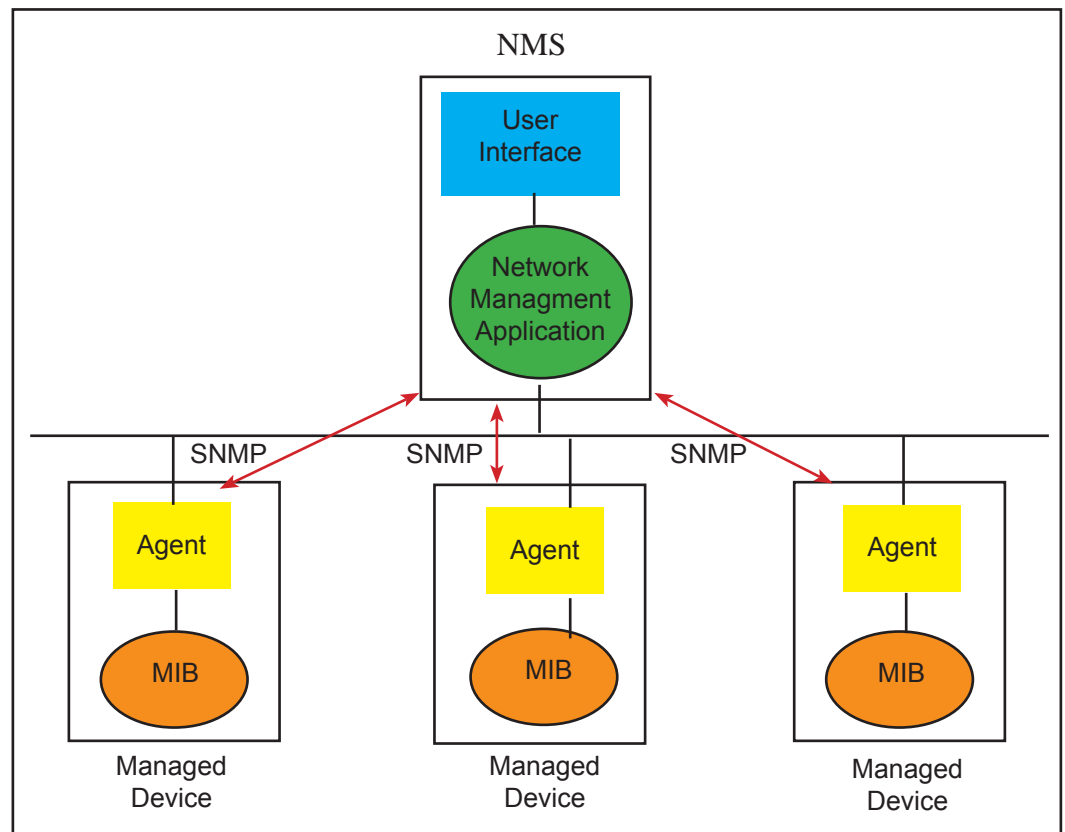 NMS
User
Interface
Network
Managment
Application
SNMP
SNMP
SNMP
Agent
Agent
Agent
MIB
MIB
MIB
Managed
Device
Managed
Device
Managed
Device